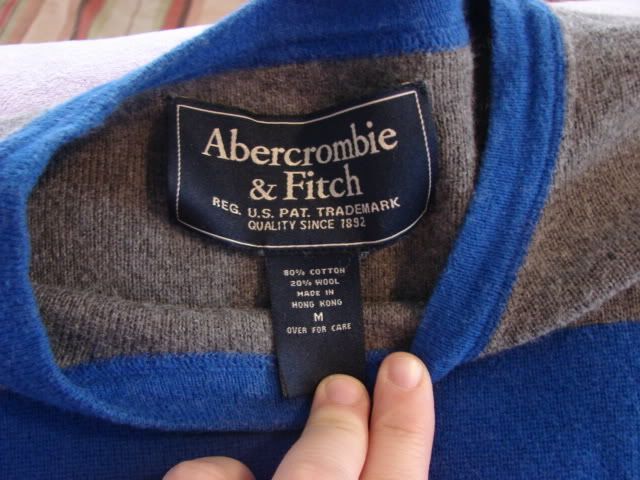 Abercrombie
& Fitch
REG. U.S. PAT. TRADEMARK
QUALITY SINCE 1892
80% COTTON
20% WOOL
MADE IN
HONG KONG
M
OVER FOR CARE